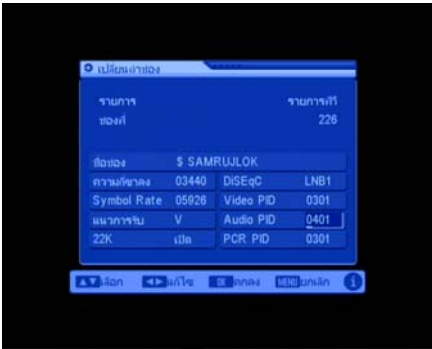 เปลี่ยนค่าช่อง
รายการ รายการทีวี
ช่องที่ 226
ชื่อช่อง $ SAMRUJLOK
ความถี่ขาลง 03440 DiSEqC LNB1
Symbol Rate 05926 Video PID 0301
แนวการรับ V Audio PID 0401
22K เปิด PCR PID 0301
เลือก แก้ไข OK ตกลง MENU ยกเลิก